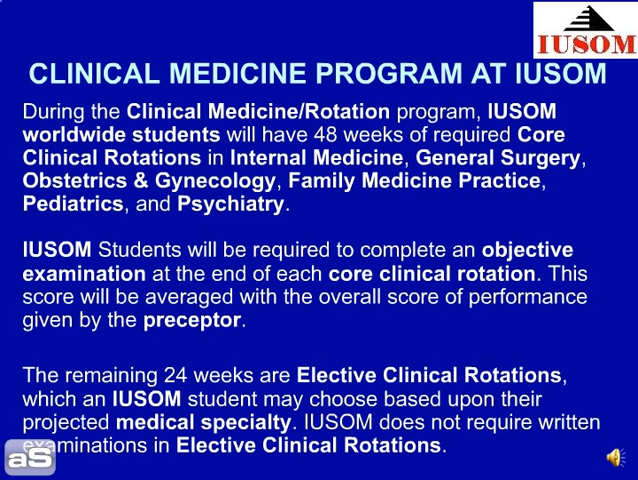 IUSOM
CLINICAL MEDICINE PROGRAM AT IUSOM
During the Clinical Medicine/Rotation program, IUSOM
worldwide students will have 48 weeks of required Core
Clinical Rotations in Internal Medicine, General Surgery,
Obstetrics & Gynecology, Family Medicine Practice,
Pediatrics, and Psychiatry.
IUSOM Students will be required to complete an objective
examination at the end of each core clinical rotation. This
score will be averaged with the overall score of performance
given by the preceptor.
The remaining 24 weeks are Elective Clinical Rotations,
which an IUSOM student may choose based upon their
projected medical specialty. IUSOM does not require written
examinations in Elective Clinical Rotations.
aS